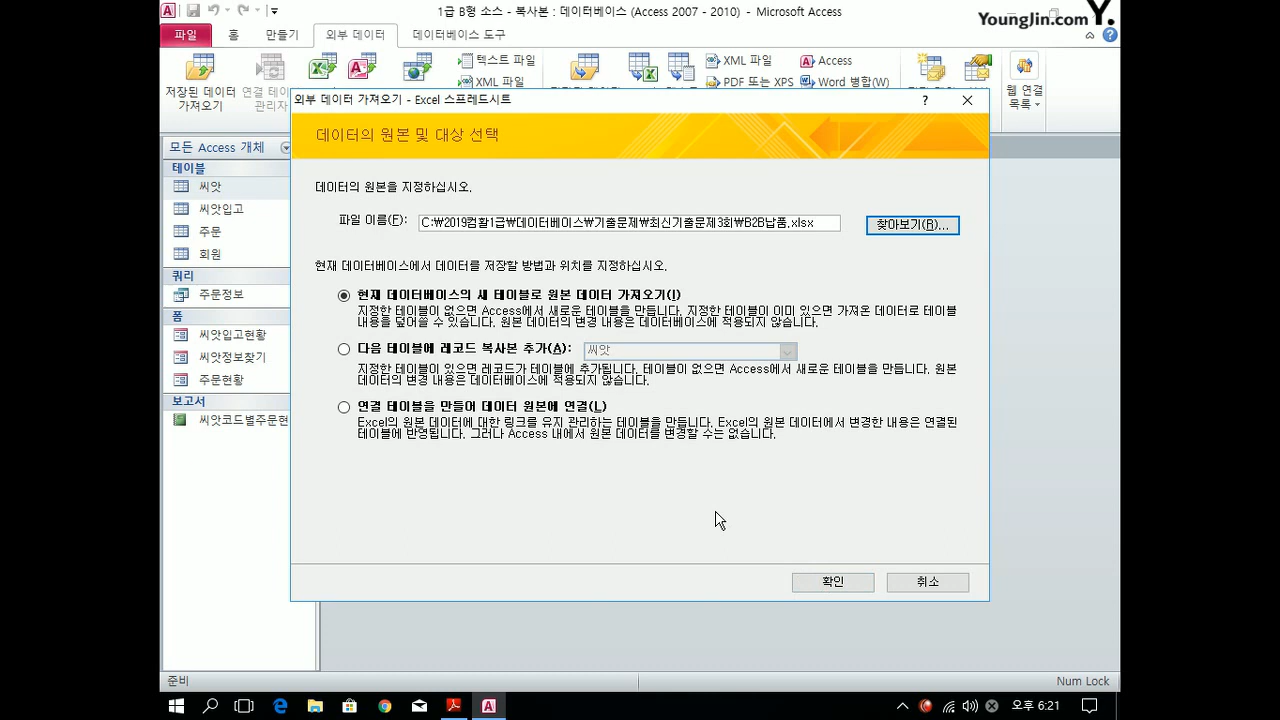 1급 B형 소스 - 복사본 : 데이터베이스 (Access 2007 - 2010) - Microsoft Access
YoungJin.com Y.
파일 홈 만들기 외부 데이터 데이터베이스 도구
텍스트 파일 XML 파일 Access
XML 파일 PDF 또는 XPS Word 병합(W)
저장된 데이터 가져오기
연결 테이 관리자
웹 연결 목록
외부 데이터 가져오기 - Excel 스프레드시트
데이터의 원본 및 대상 선택
모든 Access 개체
테이블
씨앗
씨앗입고
주문
회원
쿼리
주문정보
폼
씨앗입고현황
씨앗정보찾기
주문현황
보고서
씨앗코드별주문현
데이터의 원본을 지정하십시오.
파일 이름(F): C:₩2019컴활1급₩데이터베이스₩기출문제₩최신기출문제3회₩B2B납품.xlsx 찾아보기(R)...
현재 데이터베이스에서 데이터를 저장할 방법과 위치를 지정하십시오.
현재 데이터베이스의 새 테이블로 원본 데이터 가져오기(I)
지정한 테이블이 없으면 Access에서 새로운 테이블을 만듭니다. 지정한 테이블이 이미 있으면 가져온 데이터로 테이블
내용을 덮어쓸 수 있습니다. 원본 데이터의 변경 내용은 데이터베이스에 적용되지 않습니다.
다음 테이블에 레코드 복사본 추가(A): 씨앗
지정한 테이블이 있으면 레코드가 테이블에 추가됩니다. 테이블이 없으면 Access에서 새로운 테이블을 만듭니다. 원본
데이터의 변경 내용은 데이터베이스에 적용되지 않습니다.
연결 테이블을 만들어 데이터 원본에 연결(L)
Excel의 원본 데이터에 대한 링크를 유지 관리하는 테이블을 만듭니다. Excel의 원본 데이터에서 변경한 내용은 연결된
테이블에 반영됩니다. 그러나 Access 내에서 원본 데이터를 변경할 수는 없습니다.
확인 취소
준비 Num Lock
오후 6:21